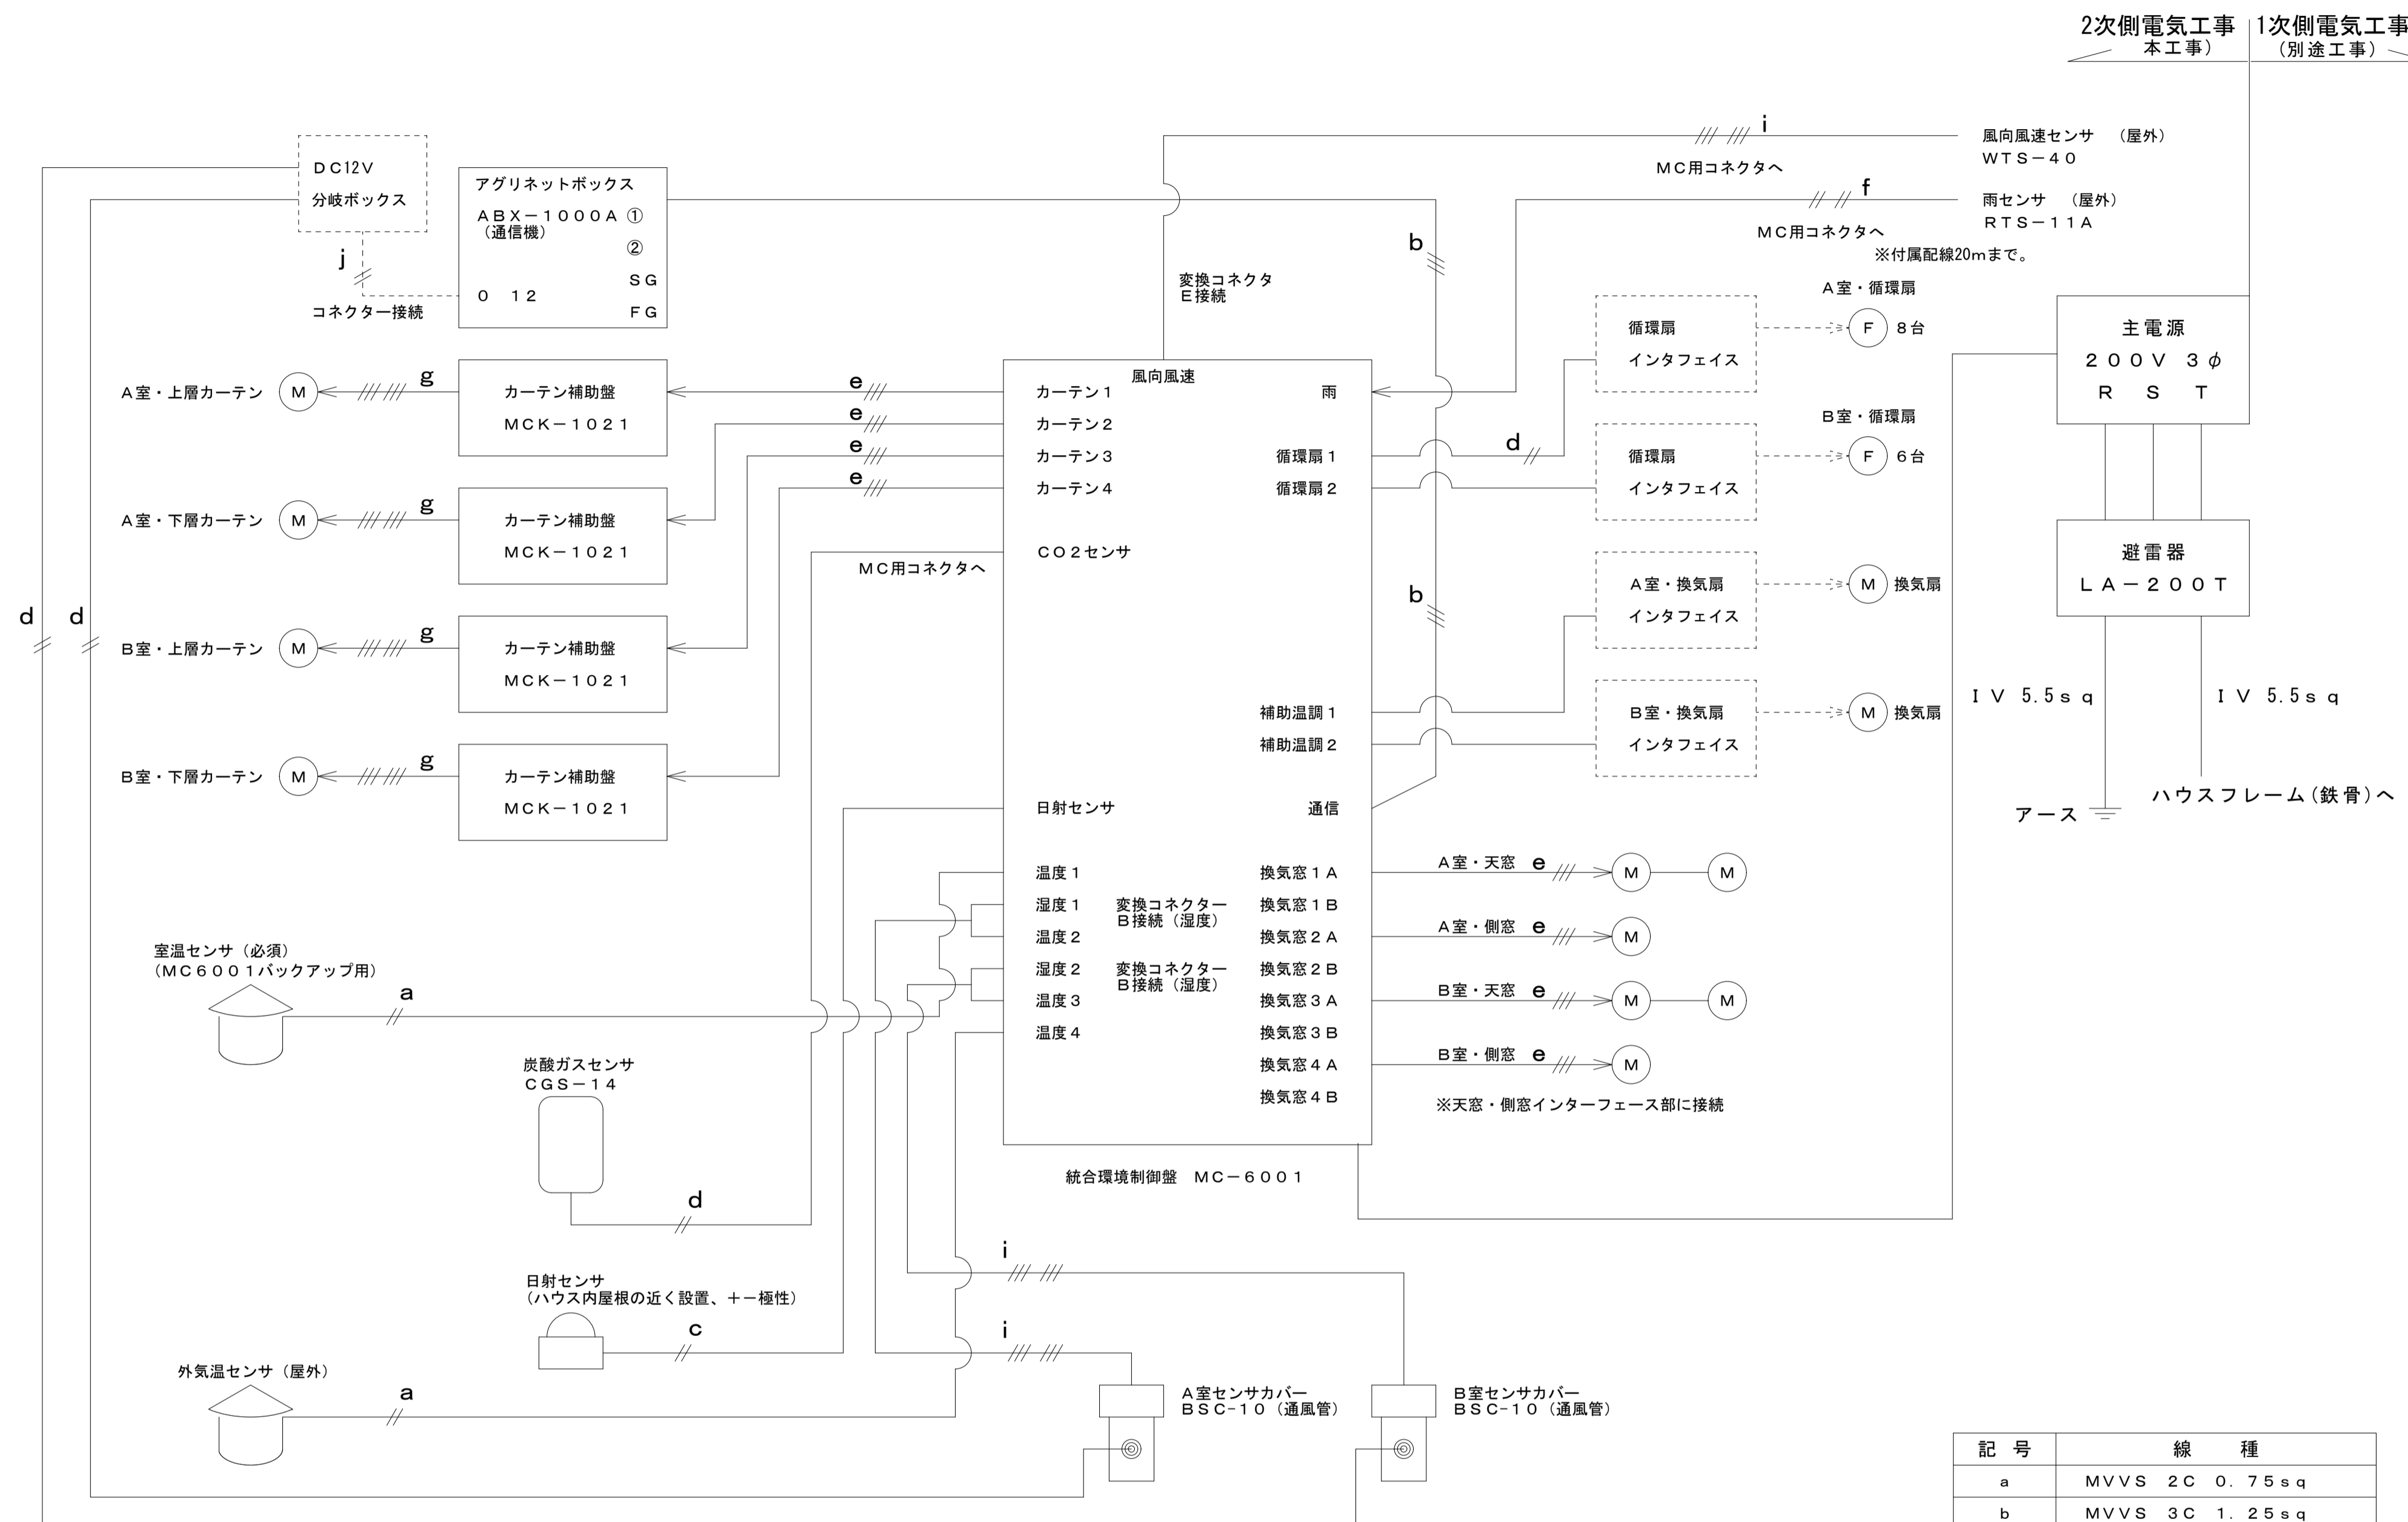 2次側電気工事
本工事)
1次側電気工事
(別途工事)
DC12V
分岐ボックス
j
コネクター接続
アグリネットボックス
ABX-1000A ①
(通信機)
②
SG
0 12
FG
i
MC用コネクタへ
風向風速センサ (屋外)
WTS-40
f
MC用コネクタへ
雨センサ (屋外)
RTS-11A
※付属配線20mまで。
b
変換コネクタ
E接続
A室・上層カーテン
M
g
カーテン補助盤
MCK-1021
A室・下層カーテン
M
g
カーテン補助盤
MCK-1021
B室・上層カーテン
M
g
カーテン補助盤
MCK-1021
B室・下層カーテン
M
g
カーテン補助盤
MCK-1021
d
d
e
e
e
e
MC用コネクタへ
風向風速
カーテン1
カーテン2
カーテン3
カーテン4
CO2センサ
日射センサ
温度1
湿度1
温度2
湿度2
温度3
温度4
変換コネクター
B接続(湿度)
変換コネクター
B接続(湿度)
雨
循環扇1
循環扇2
補助温調1
補助温調2
通信
換気窓1A
換気窓1B
換気窓2A
換気窓2B
換気窓3A
換気窓3B
換気窓4A
換気窓4B
統合環境制御盤 MC-6001
d
b
循環扇
インタフェイス
A室・循環扇
F
8台
循環扇
インタフェイス
B室・循環扇
F
6台
A室・換気扇
インタフェイス
M
換気扇
B室・換気扇
インタフェイス
M
換気扇
A室・天窓 e
M
M
A室・側窓 e
M
B室・天窓 e
M
M
B室・側窓 e
M
※天窓・側窓インターフェース部に接続
主電源
200V 3φ
R S T
避雷器
LA-200T
IV 5.5sq
IV 5.5sq
アース
ハウスフレーム(鉄骨)へ
室温センサ(必須)
(MC6001バックアップ用)
a
炭酸ガスセンサ
CGS-14
d
日射センサ
(ハウス内屋根の近く設置、+-極性)
c
外気温センサ(屋外)
a
i
i
A室センサカバー
BSC-10(通風管)
B室センサカバー
BSC-10(通風管)
記 号 線 種
a MVVS 2C 0.75sq
b MVVS 3C 1.25sq